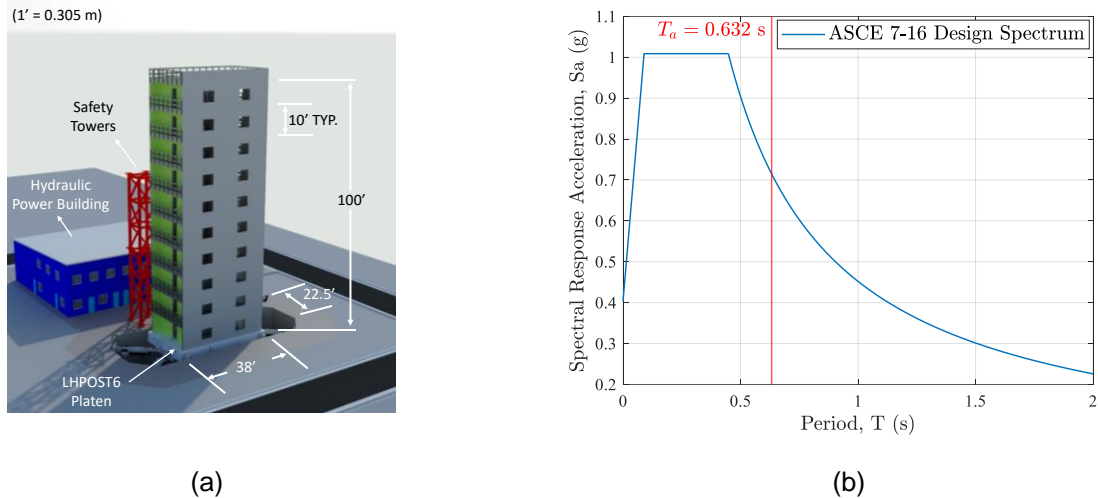 (1' = 0.305 m)
Safety
Towers
10' TYP.
Hydraulic
Power Building
100'
22.5'
38'
LHPOST6
Platen
(a)
T_a = 0.632 s
ASCE 7-16 Design Spectrum
Spectral Response Acceleration, Sa (g)
1.1
1
0.9
0.8
0.7
0.6
0.5
0.4
0.3
0.2
0
0.5
1
1.5
2
Period, T (s)
(b)